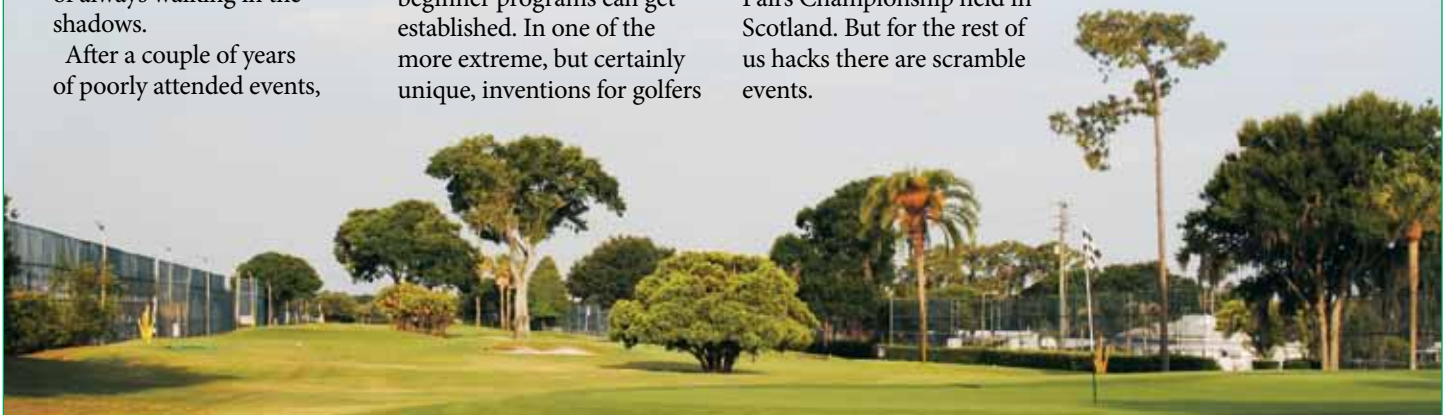 of always walking in the
shadows.
After a couple of years
of poorly attended events,
beginner programs can get
established. In one of the
more extreme, but certainly
unique, inventions for golfers
Pairs Championship held in
Scotland. But for the rest of
us hacks there are scramble
events.